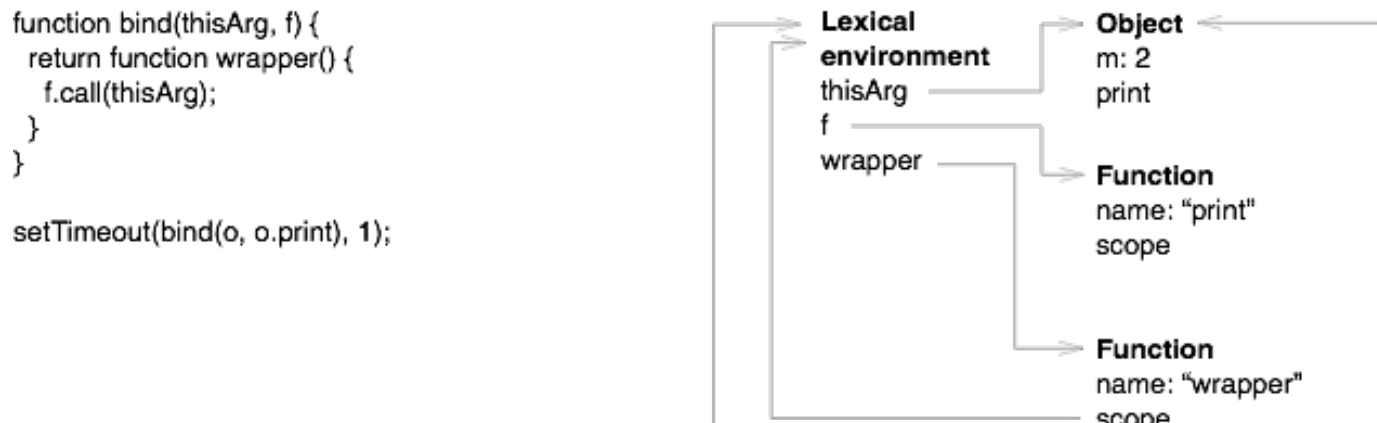 function bind(thisArg, f) {
return function wrapper() {
f.call(thisArg);
}
}
setTimeout(bind(o, o.print), 1);
Lexical
environment
thisArg
f
wrapper
Object
m: 2
print
Function
name: “print"
scope
Function
name: “wrapper"
scope